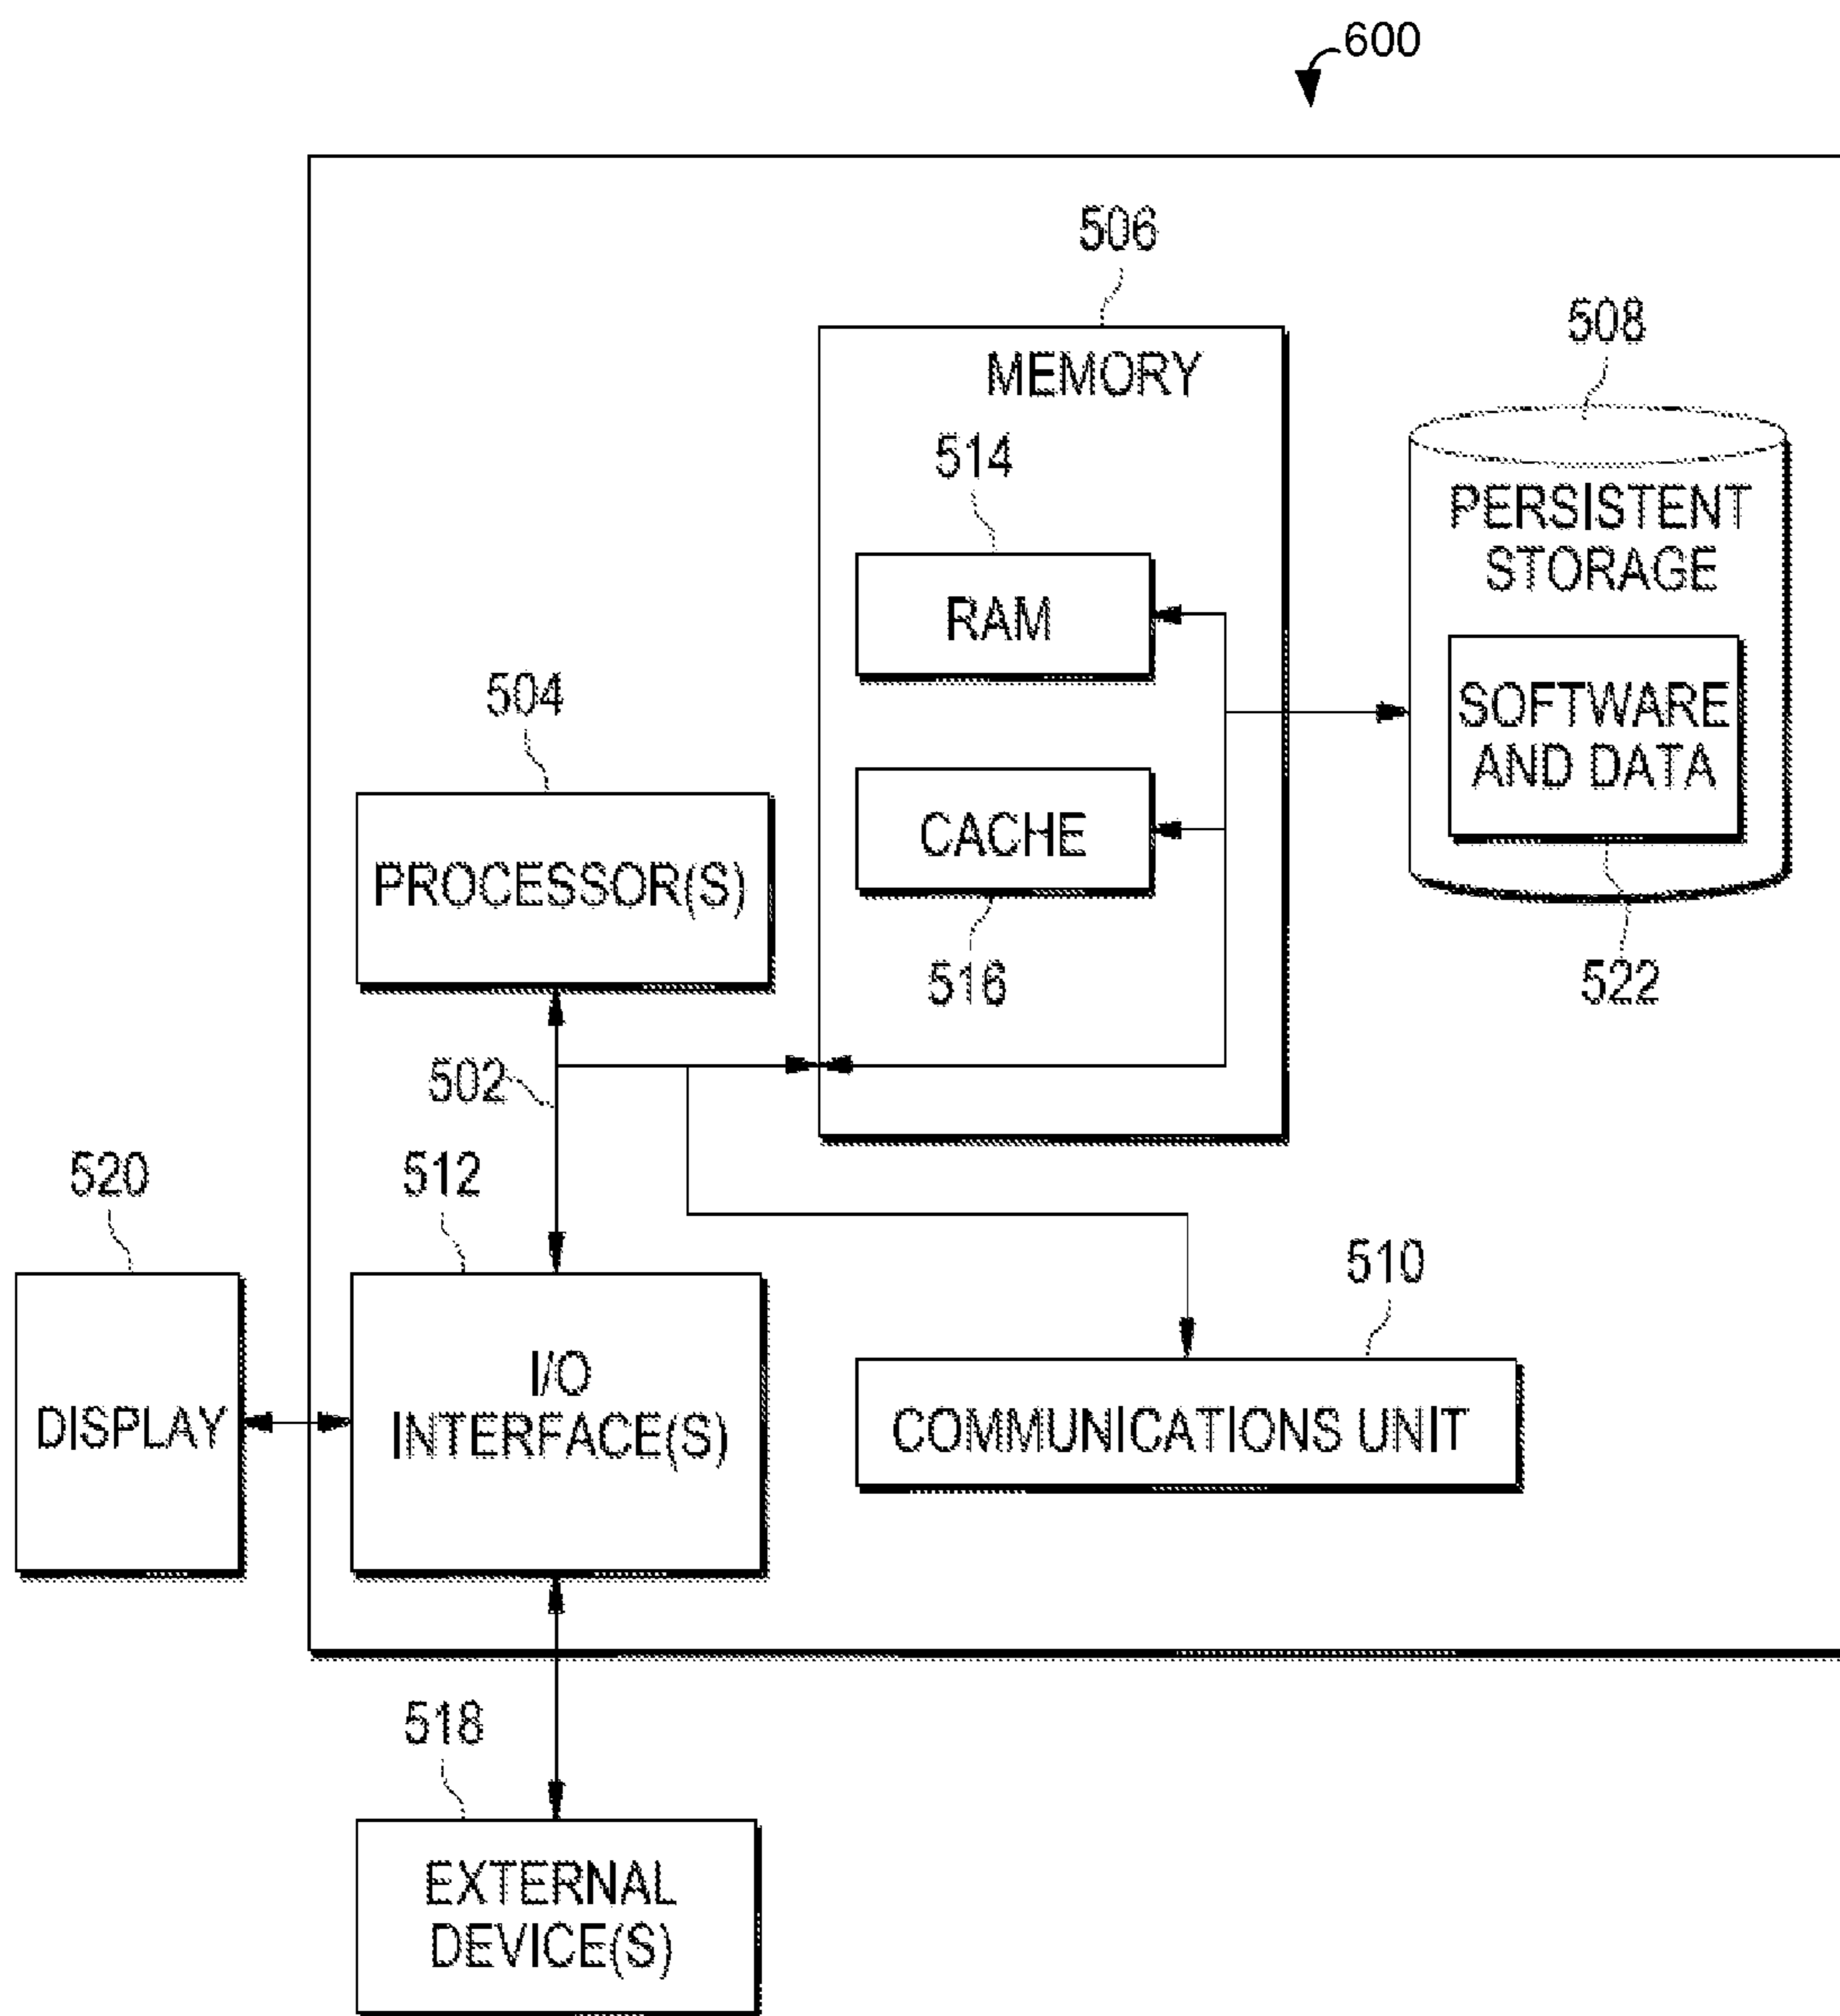 600
506
MEMORY
508
514
RAM
PERSISTENT
STORAGE
SOFTWARE
AND DATA
504
PROCESSOR(S)
CACHE
516
522
502
520
512
DISPLAY
I/O
INTERFACE(S)
510
COMMUNICATIONS UNIT
518
EXTERNAL
DEVICE(S)